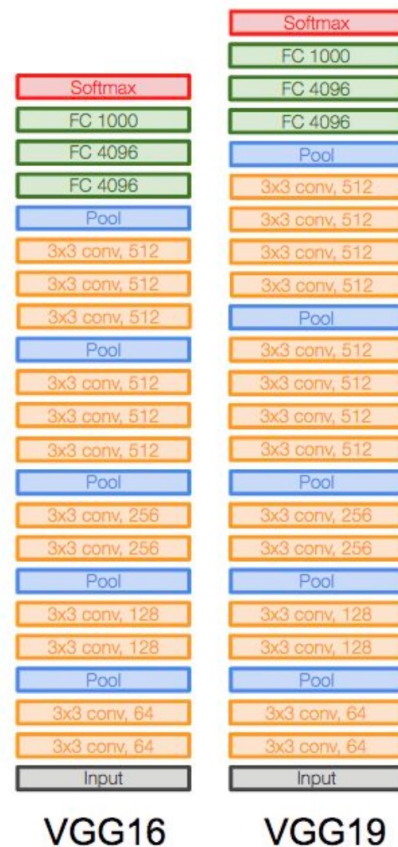 Softmax
FC 1000
FC 4096
FC 4096
Pool
3x3 conv, 512
3x3 conv, 512
3x3 conv, 512
Pool
3x3 conv, 512
3x3 conv, 512
3x3 conv, 512
Pool
3x3 conv, 256
3x3 conv, 256
Pool
3x3 conv, 128
3x3 conv, 128
Pool
3x3 conv, 64
3x3 conv, 64
Input
VGG16
Softmax
FC 1000
FC 4096
FC 4096
Pool
3x3 conv, 512
3x3 conv, 512
3x3 conv, 512
3x3 conv, 512
Pool
3x3 conv, 512
3x3 conv, 512
3x3 conv, 512
3x3 conv, 512
Pool
3x3 conv, 256
3x3 conv, 256
Pool
3x3 conv, 128
3x3 conv, 128
Pool
3x3 conv, 64
3x3 conv, 64
Input
VGG19